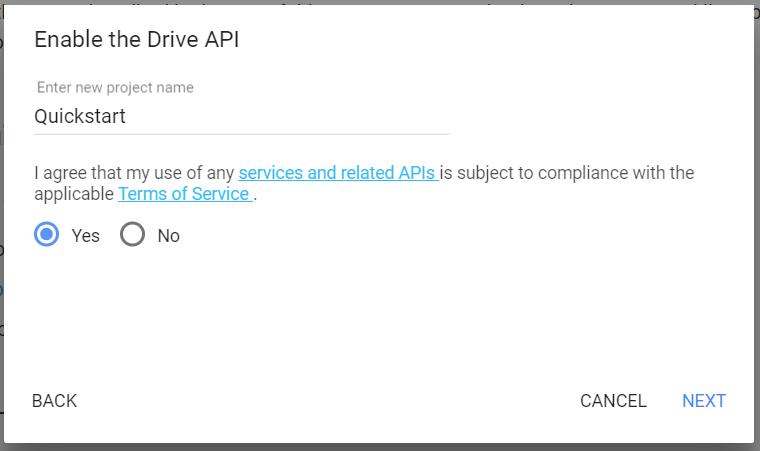 Enable the Drive API
Enter new project name
Quickstart
I agree that my use of any services and related APIs is subject to compliance with the
applicable Terms of Service .
Yes No
BACK CANCEL NEXT